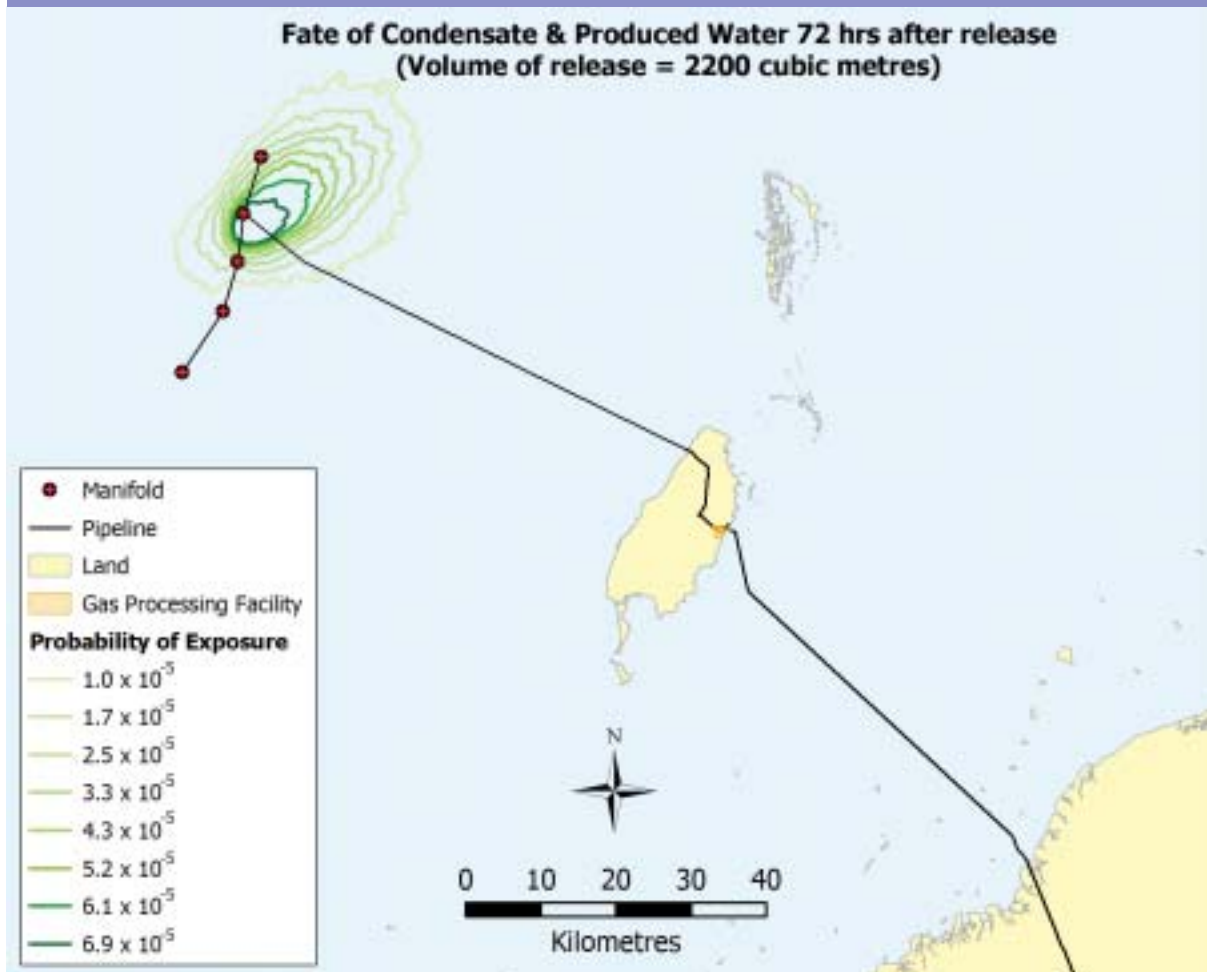 Fate of Condensate & Produced Water 72 hrs after release
(Volume of release = 2200 cubic metres)
Manifold
Pipeline
Land
Gas Processing Facility
Probability of Exposure
1.0 x 10⁻⁵
1.7 x 10⁻⁵
2.5 x 10⁻⁵
3.3 x 10⁻⁵
4.3 x 10⁻⁵
5.2 x 10⁻⁵
6.1 x 10⁻⁵
6.9 x 10⁻⁵
N
0 10 20 30 40
Kilometres